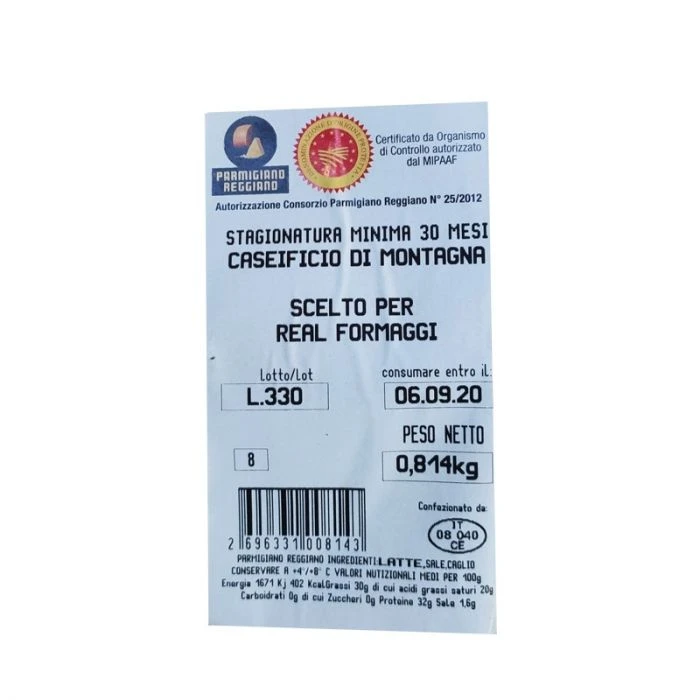 PARMIGIANO
REGGIANO
DENOMINAZIONE D'ORIGINE PROTETTA
Certificato da Organismo
di Controllo autorizzato
dal MIPAAF
Autorizzazione Consorzio Parmigiano Reggiano N° 25/2012
STAGIONATURA MINIMA 30 MESI
CASEIFICIO DI MONTAGNA
SCELTO PER
REAL FORMAGGI
Lotto/Lot
L.330
consumare entro il:
06.09.20
PESO NETTO
8
0,814kg
Confezionato da:
IT
08 040
CE
2 696331 008143
PARMIGIANO REGGIANO INGREDIENTI:LATTE,SALE,CAGLIO
CONSERVARE A +4°/+8° C VALORI NUTIZIONALI MEDI PER 100g
Energia 1671 Kj 402 KcalGrassi 30g di cui acidi grassi saturi 20g
Carboidrati 0g di cui Zuccheri 0g Proteine 32g Sale 1,6g